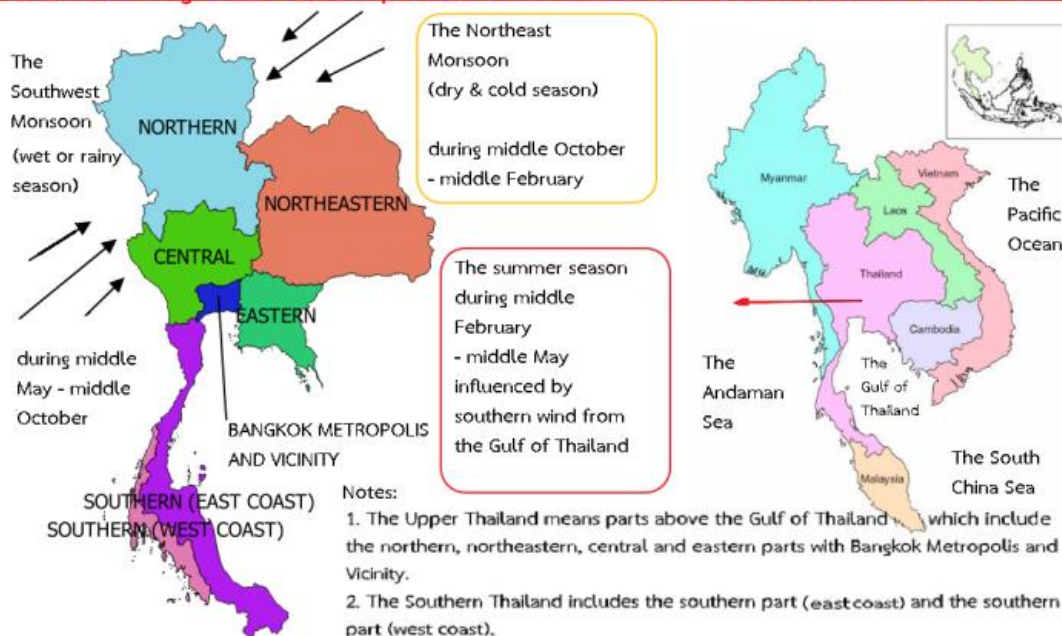 The
Southwest
Monsoon
(wet or rainy
season)
NORTHERN
The Northeast
Monsoon
(dry & cold season)
during middle October
- middle February
NORTHEASTERN
CENTRAL
EASTERN
during middle
May - middle
October
BANGKOK METROPOLIS
AND VICINITY
The summer season
during middle
February
- middle May
influenced by
southern wind from
the Gulf of Thailand
SOUTHERN (EAST COAST)
SOUTHERN (WEST COAST)
Myanmar
Vietnam
Laos
The
Pacific
Ocean
Thailand
Cambodia
The
Andaman
Sea
The
Gulf of
Thailand
The South
China Sea
Malaysia
Notes:
1. The Upper Thailand means parts above the Gulf of Thailand which include
the northern, northeastern, central and eastern parts with Bangkok Metropolis and
Vicinity.
2. The Southern Thailand includes the southern part (east coast) and the southern
part (west coast).